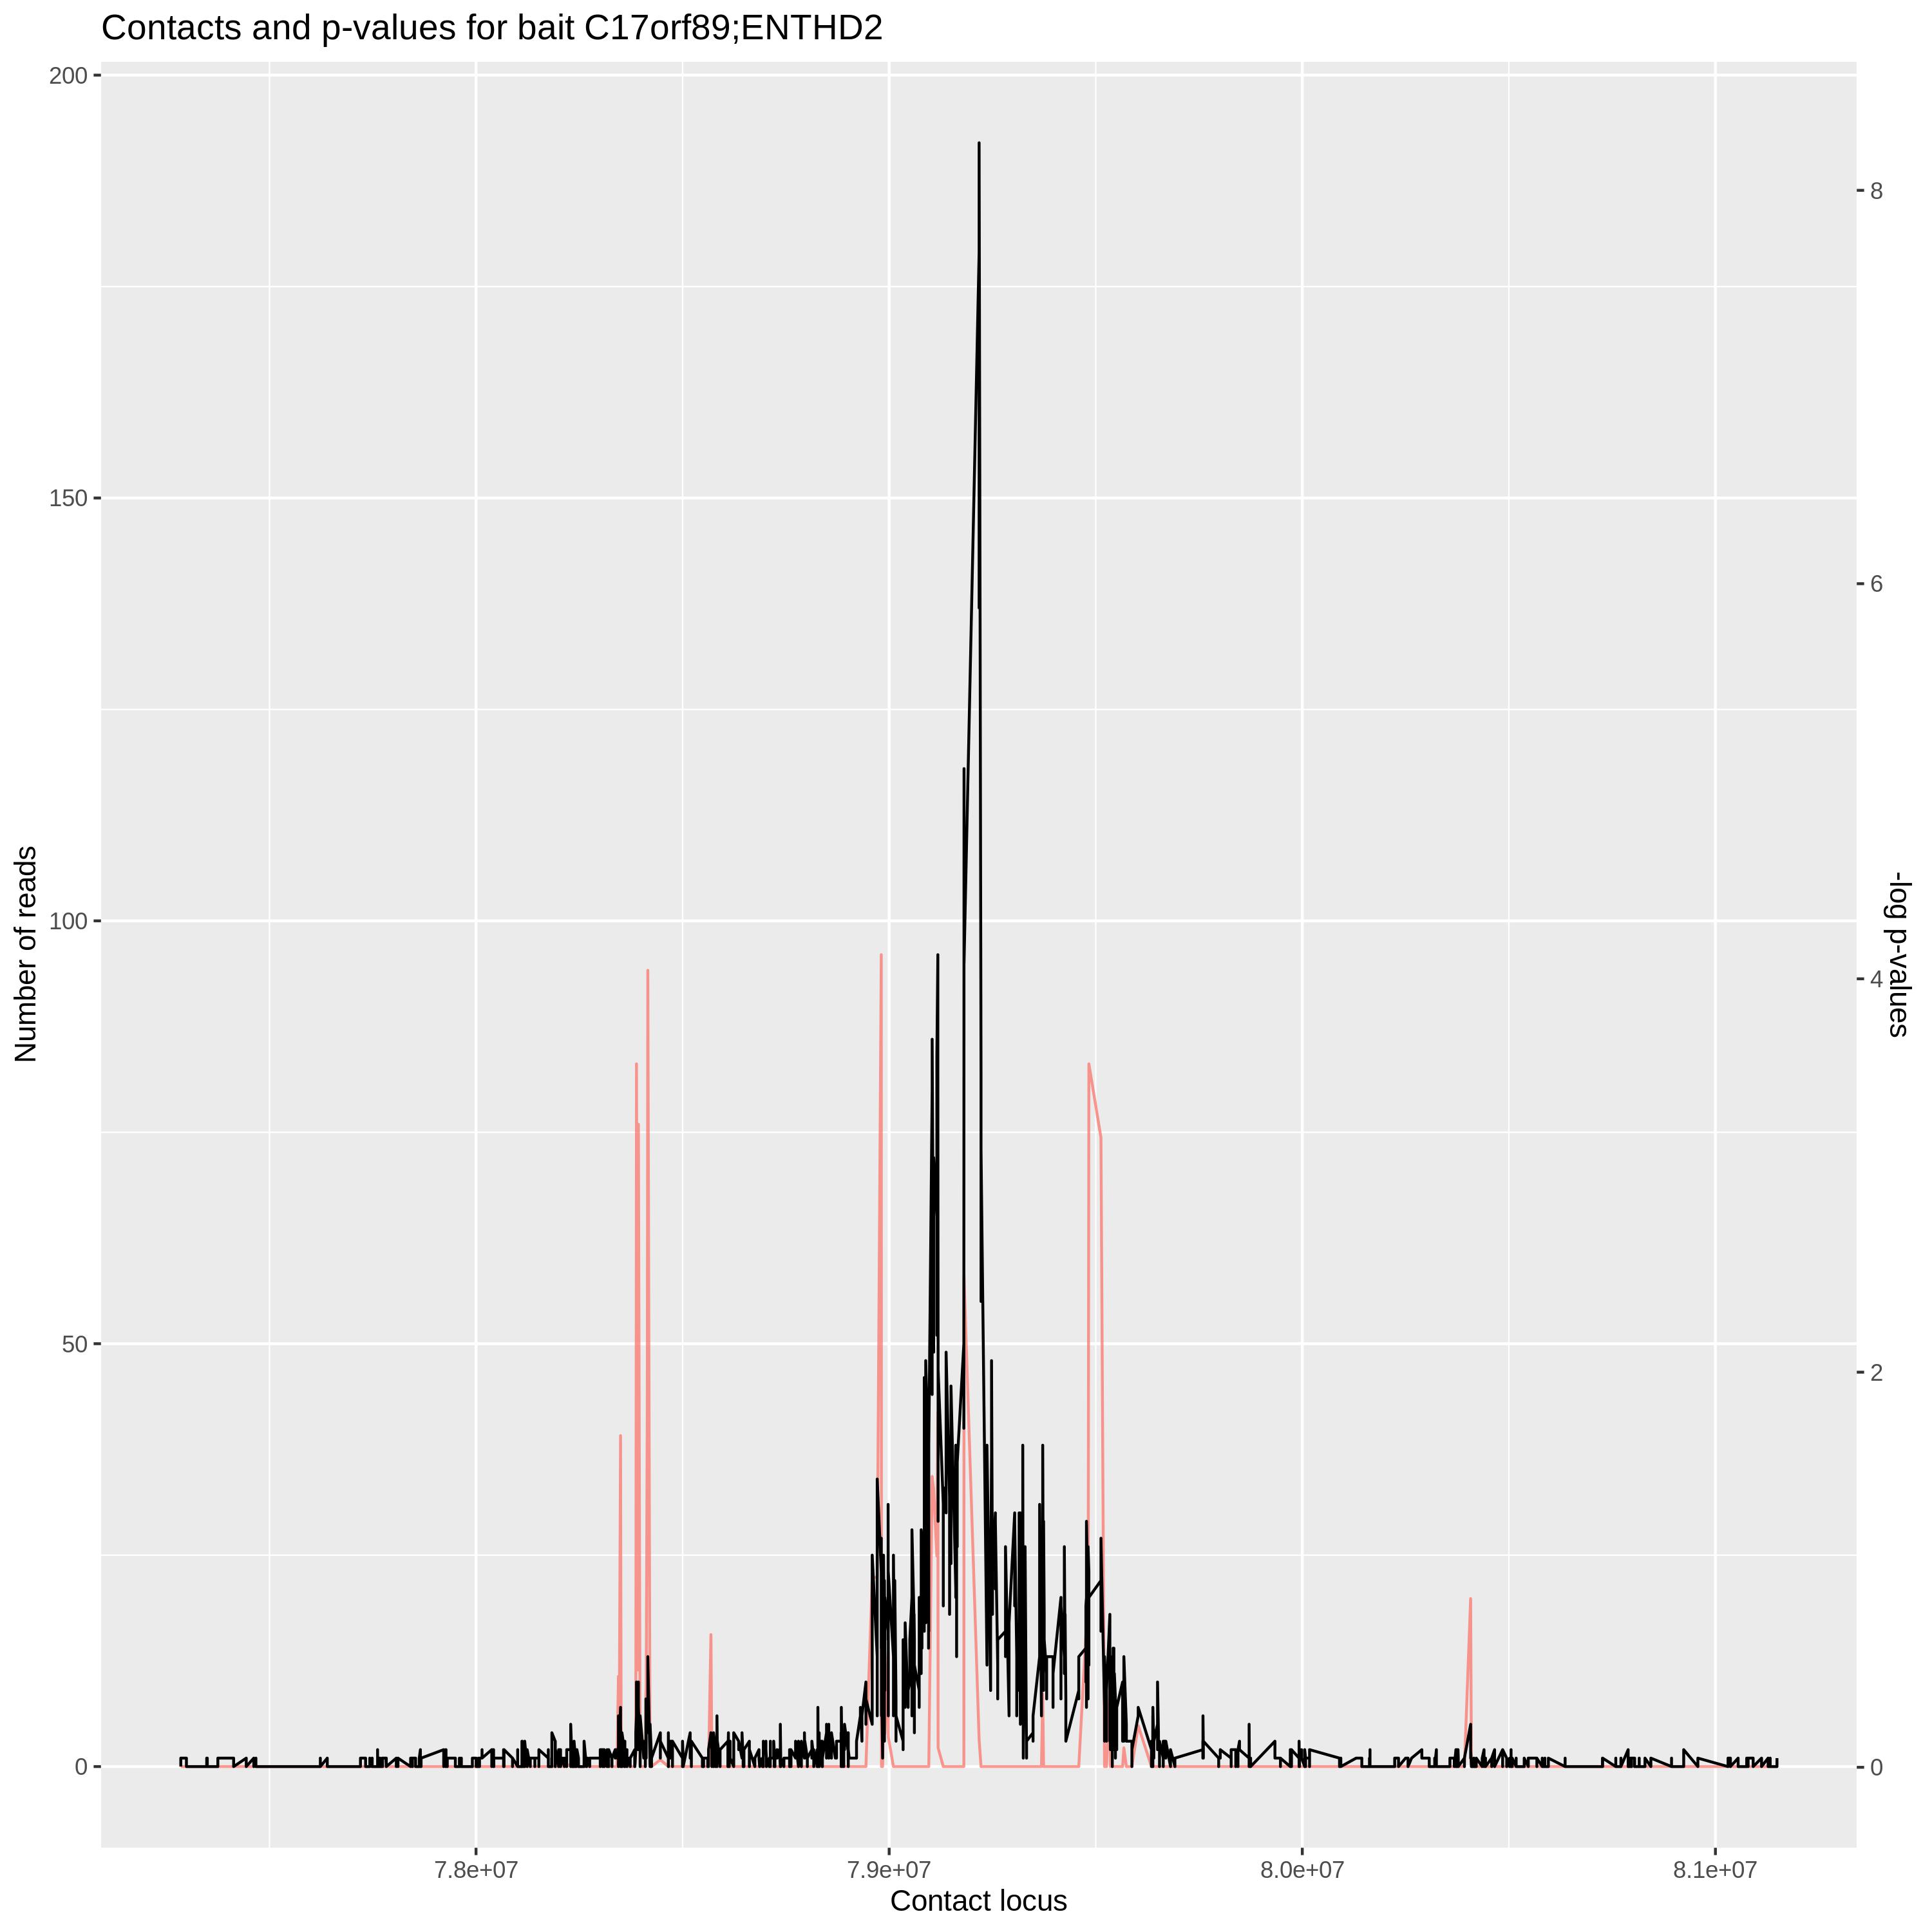 Contacts and p-values for bait C17orf89;ENTHD2
200
150
100
50
0
Number of reads
8
6
4
2
0
-log p-values
7.8e+07
7.9e+07
8.0e+07
8.1e+07
Contact locus